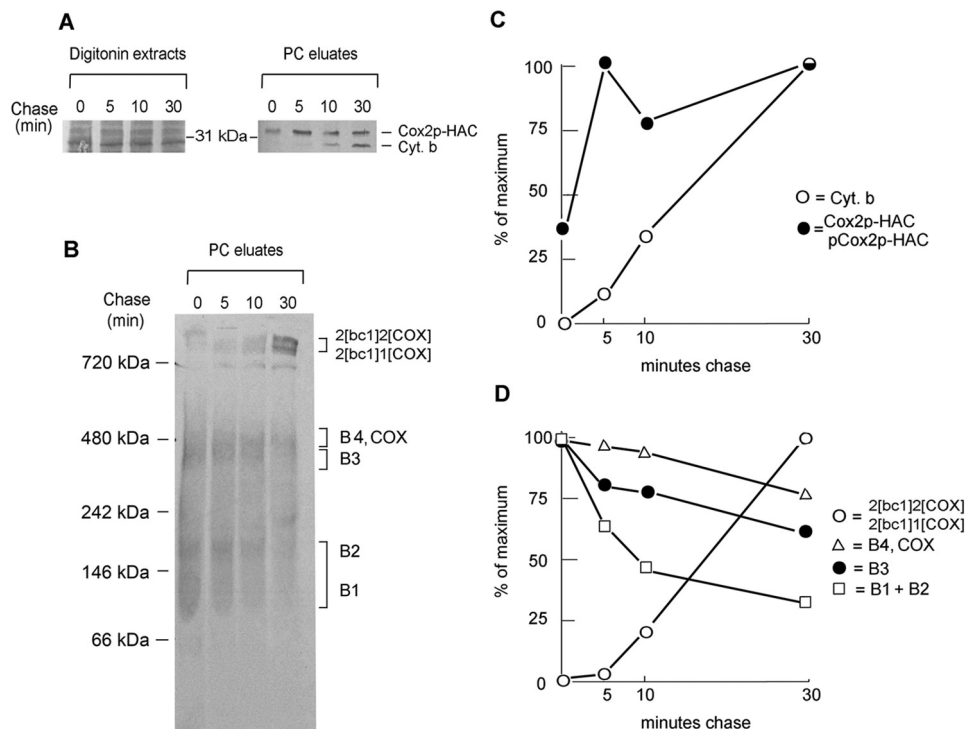 A
Digitonin extracts
PC eluates
Chase (min)
0 5 10 30
0 5 10 30
31 kDa
Cox2p-HAC
Cyt. b
B
PC eluates
Chase (min)
0 5 10 30
2[bc1]2[COX]
2[bc1]1[COX]
720 kDa
480 kDa
B4, COX
B3
242 kDa
B2
146 kDa
B1
66 kDa
C
% of maximum
100
75
50
25
0
5 10 30
minutes chase
= Cyt. b
= Cox2p-HAC
pCox2p-HAC
D
% of maximum
100
75
50
25
0
5 10 30
minutes chase
= 2[bc1]2[COX]
2[bc1]1[COX]
= B4, COX
= B3
= B1 + B2